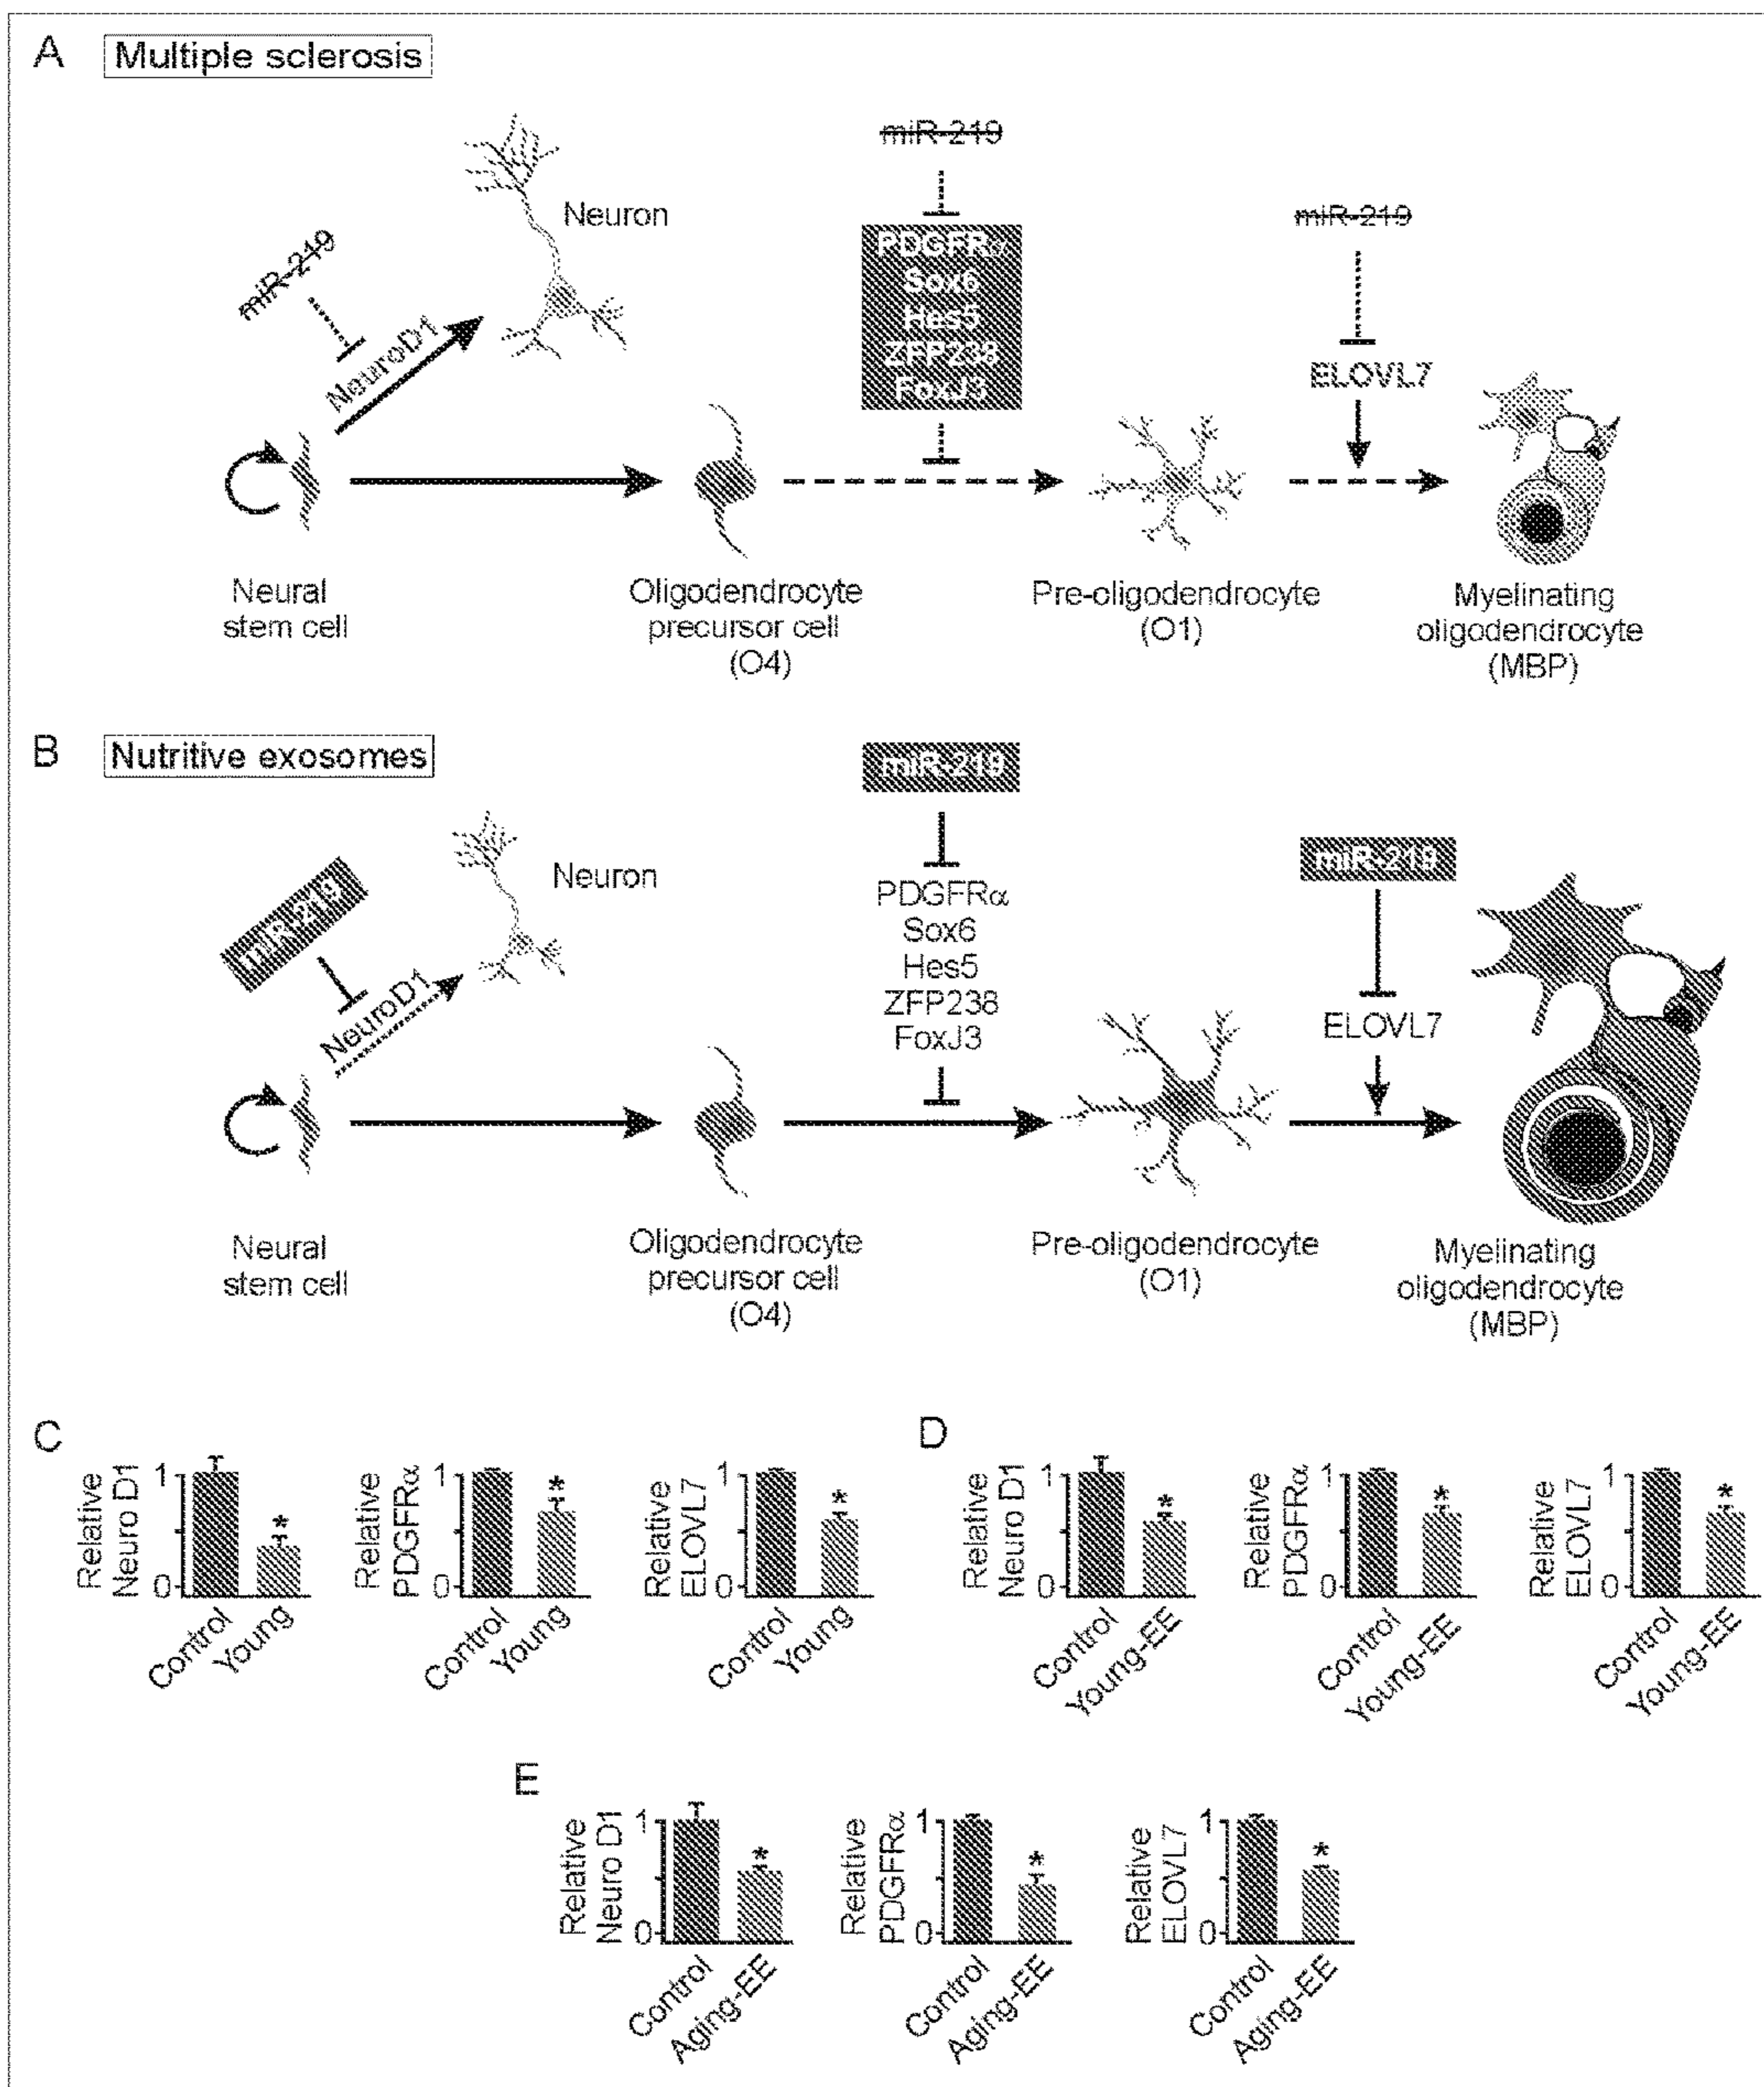 A
Multiple sclerosis
miR-219
NeuroD1
Neuron
miR-219
PDGFRα
Sox6
Hes5
ZFP238
FoxJ3
miR-219
ELOVL7
Neural
stem cell
Oligodendrocyte
precursor cell
(O4)
Pre-oligodendrocyte
(O1)
Myelinating
oligodendrocyte
(MBP)
B
Nutritive exosomes
miR-219
NeuroD1
Neuron
miR-219
PDGFRα
Sox6
Hes5
ZFP238
FoxJ3
miR-219
ELOVL7
Neural
stem cell
Oligodendrocyte
precursor cell
(O4)
Pre-oligodendrocyte
(O1)
Myelinating
oligodendrocyte
(MBP)
C
Relative
Neuro D1
1
0
*
Control
Young
Relative
PDGFRα
1
0
*
Control
Young
Relative
ELOVL7
1
0
*
Control
Young
D
Relative
Neuro D1
1
0
*
Control
Young-EE
Relative
PDGFRα
1
0
*
Control
Young-EE
Relative
ELOVL7
1
0
*
Control
Young-EE
E
Relative
Neuro D1
1
0
*
Control
Aging-EE
Relative
PDGFRα
1
0
*
Control
Aging-EE
Relative
ELOVL7
1
0
*
Control
Aging-EE